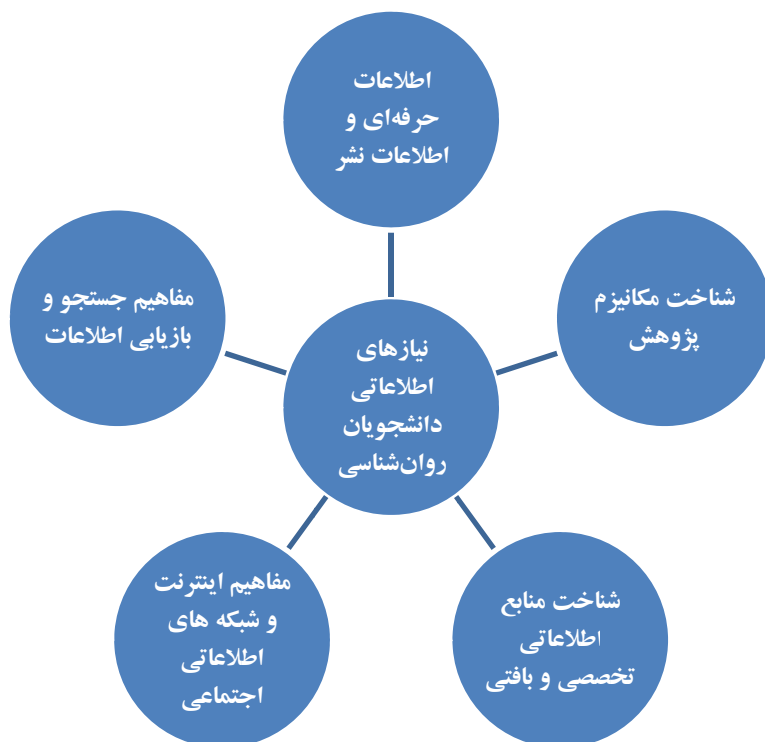 اطلاعات
حرفه‌ای و
اطلاعات نشر
شناخت مکانیزم
پژوهش
مفاهیم جستجو و
بازیابی اطلاعات
نیازهای
اطلاعاتی
دانشجویان
روان‌شناسی
شناخت منابع
اطلاعاتی
تخصصی و بافتی
مفاهیم اینترنت
و شبکه های
اطلاعاتی
اجتماعی